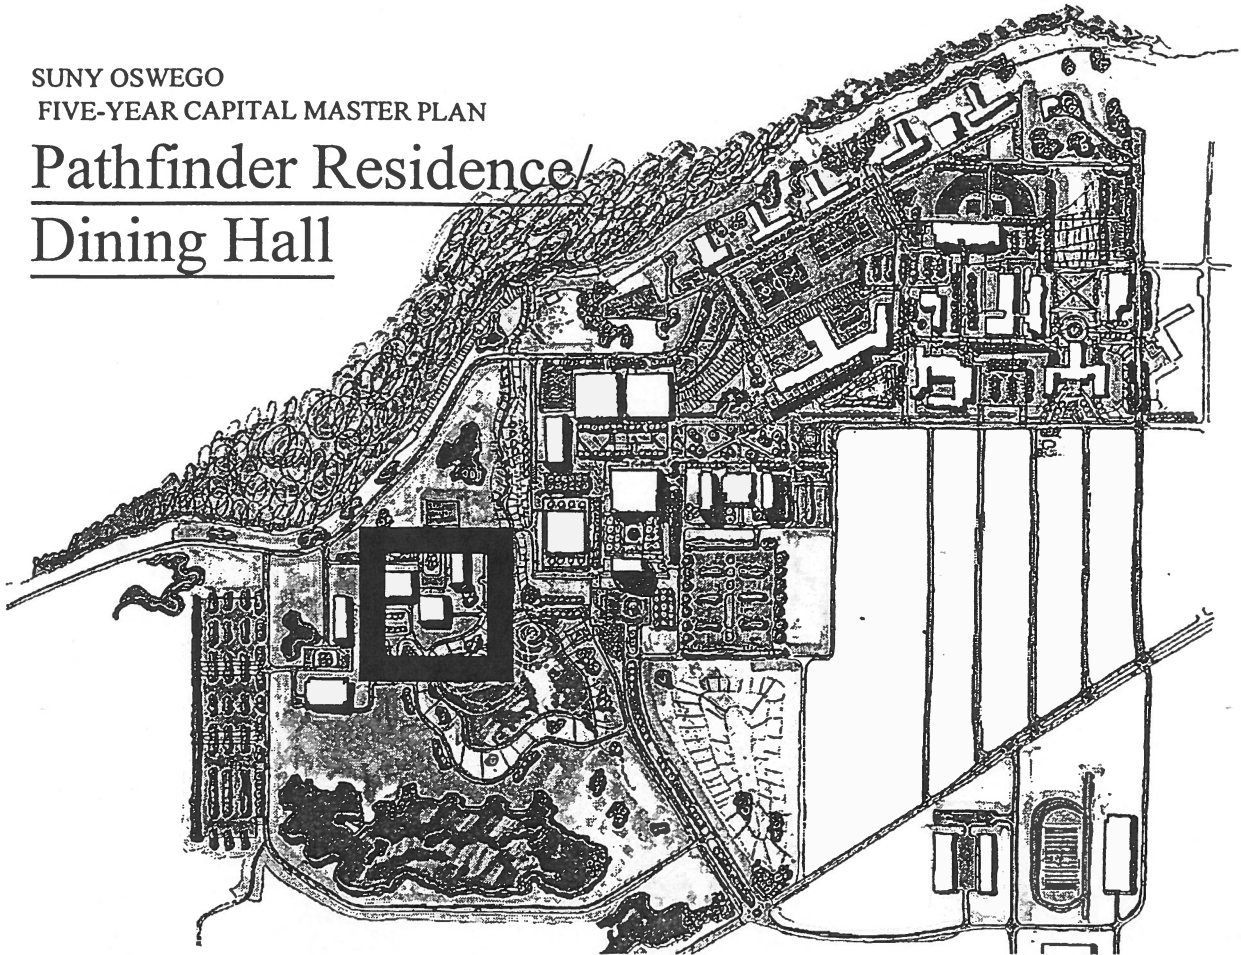 SUNY OSWEGO
FIVE-YEAR CAPITAL MASTER PLAN
Pathfinder Residence/
Dining Hall